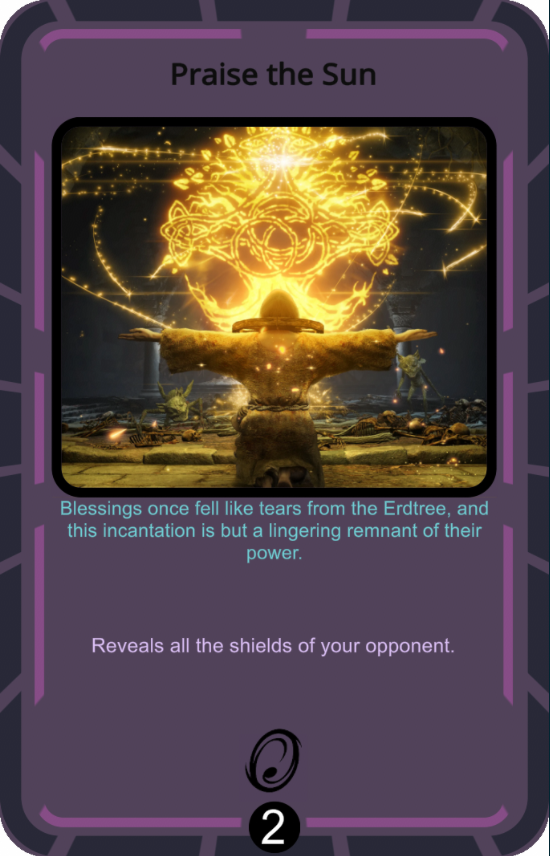 Praise the Sun
Blessings once fell like tears from the Erdtree, and
this incantation is but a lingering remnant of their
power.
Reveals all the shields of your opponent.
2